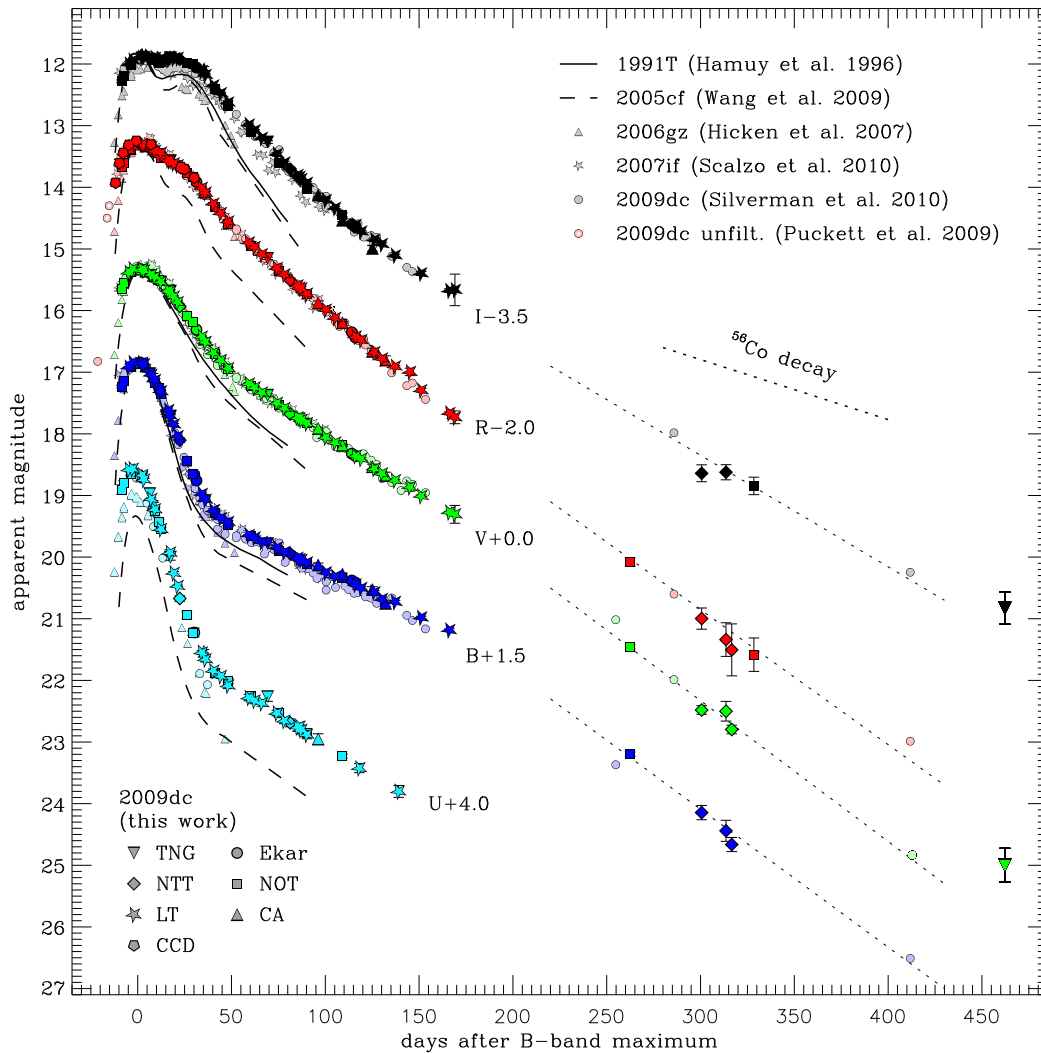 12
13
14
15
16
17
18
19
20
21
22
23
24
25
26
27
apparent magnitude
1991T (Hamuy et al. 1996)
2005cf (Wang et al. 2009)
2006gz (Hicken et al. 2007)
2007if (Scalzo et al. 2010)
2009dc (Silverman et al. 2010)
2009dc unfilt. (Puckett et al. 2009)
I−3.5
⁵⁶Co decay
R−2.0
V+0.0
B+1.5
U+4.0
2009dc
(this work)
TNG Ekar
NTT NOT
LT CA
CCD
0 50 100 150 200 250 300 350 400 450
days after B−band maximum